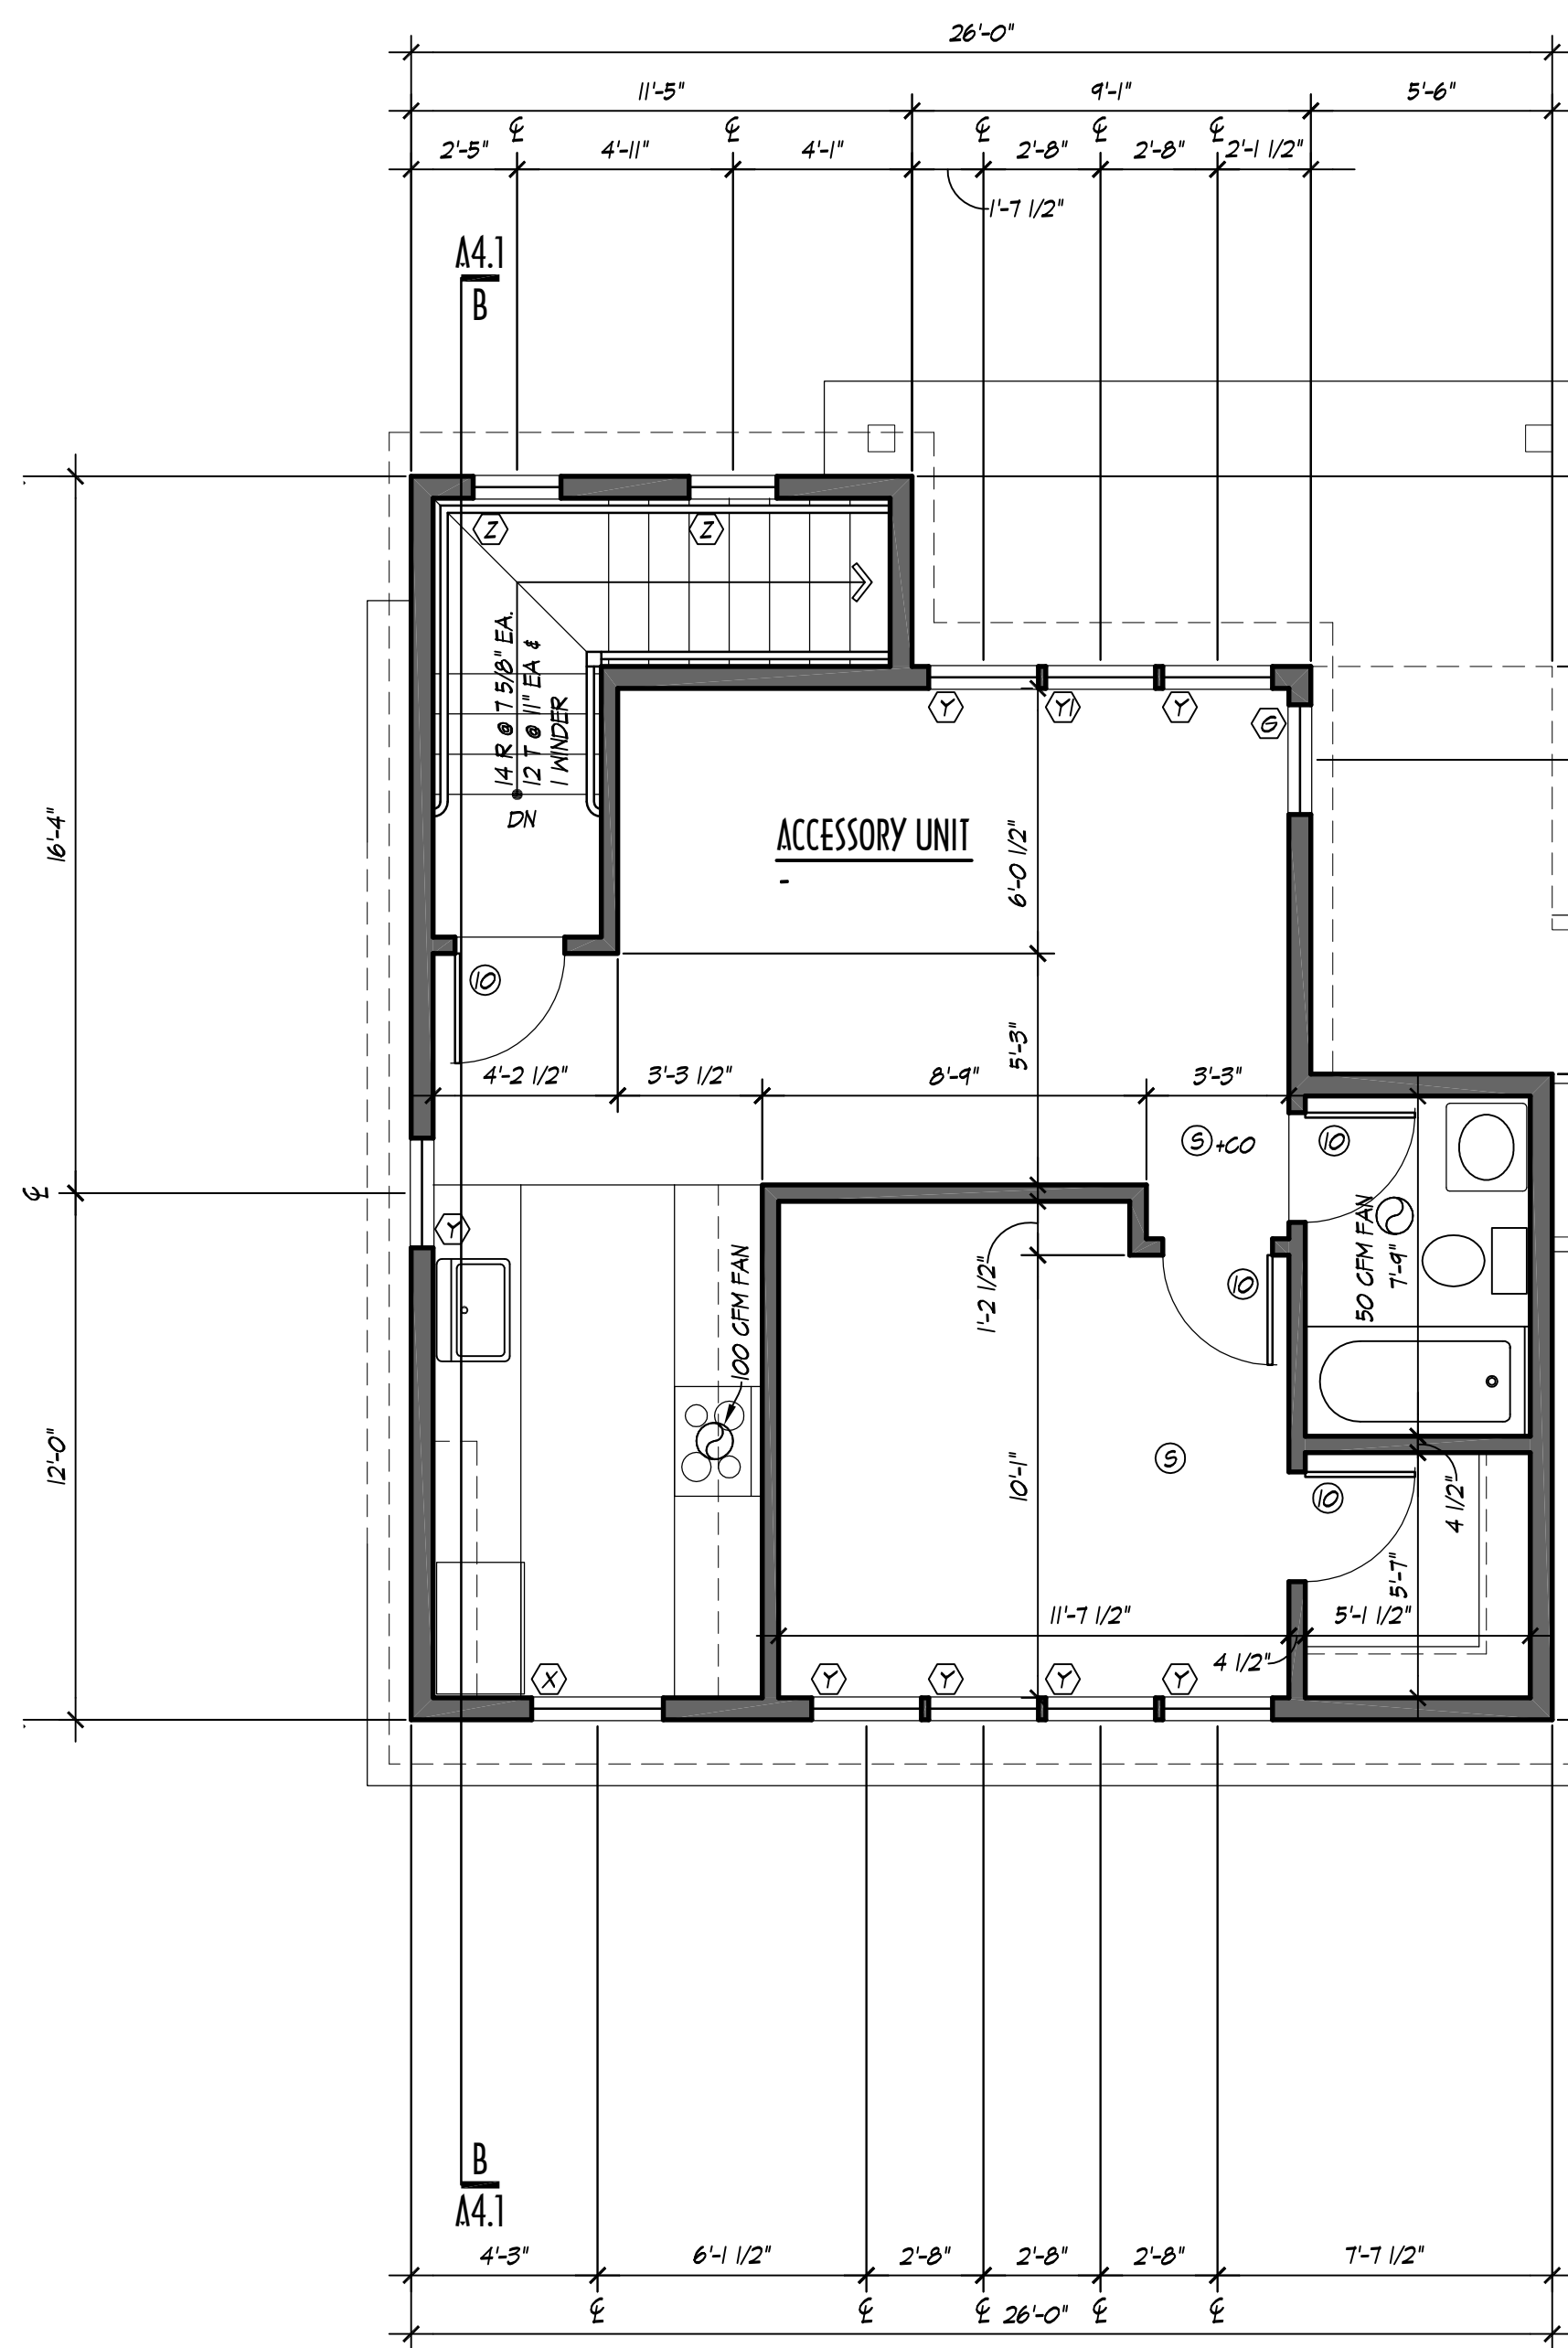 26'-0"
11'-5" 9'-1" 5'-6"
℄ ℄ ℄ ℄ ℄
2'-5" 4'-11" 4'-1" 2'-8" 2'-8" 2'-1 1/2"
1'-7 1/2"
A4.1
B
Z Z
14 R @ 7 5/8" EA.
12 T @ 11" EA &
1 WINDER
DN
Y Y1 Y G
ACCESSORY UNIT
-
6'-0 1/2"
16'-4"
10
5'-3"
4'-2 1/2" 3'-3 1/2" 8'-9" 3'-3"
S +CO
10
℄
Y
50 CFM FAN
7'-9"
1'-2 1/2"
10
100 CFM FAN
12'-0"
S
10'-1"
10
4 1/2"
5'-7"
11'-7 1/2" 5'-1 1/2"
4 1/2"
X Y Y Y Y
B
A4.1
4'-3" 6'-1 1/2" 2'-8" 2'-8" 2'-8" 7'-7 1/2"
℄ ℄ ℄ 26'-0" ℄ ℄